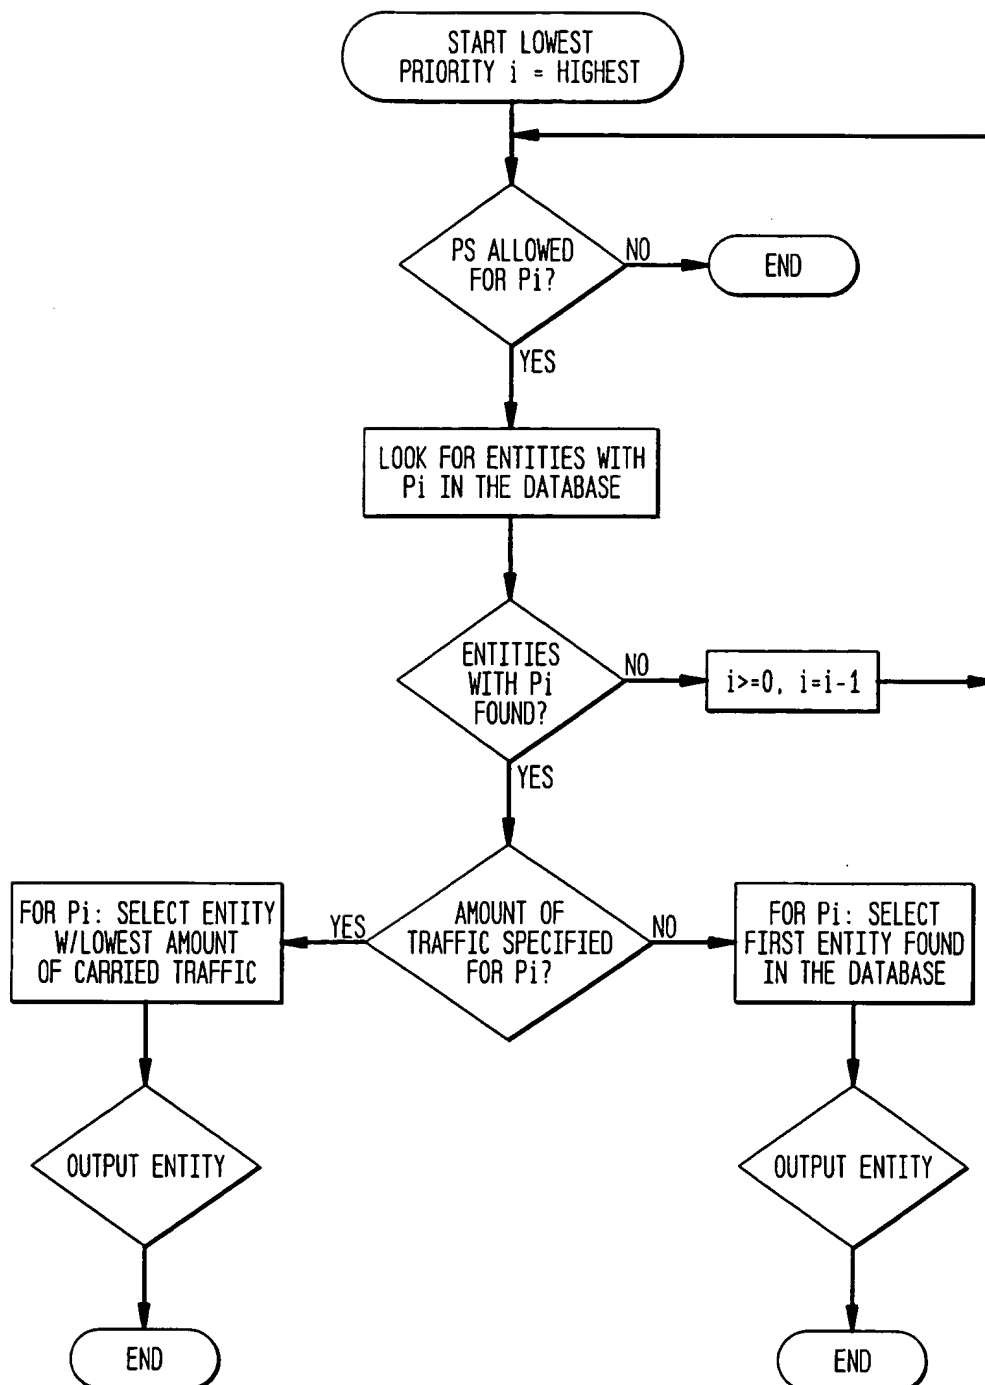 START LOWEST
PRIORITY i = HIGHEST
PS ALLOWED
FOR Pi?
NO
END
YES
LOOK FOR ENTITIES WITH
Pi IN THE DATABASE
ENTITIES
WITH Pi
FOUND?
NO
i>=0, i=i-1
YES
FOR Pi: SELECT ENTITY
W/LOWEST AMOUNT
OF CARRIED TRAFFIC
YES
AMOUNT OF
TRAFFIC SPECIFIED
FOR Pi?
NO
FOR Pi: SELECT
FIRST ENTITY FOUND
IN THE DATABASE
OUTPUT ENTITY
OUTPUT ENTITY
END
END